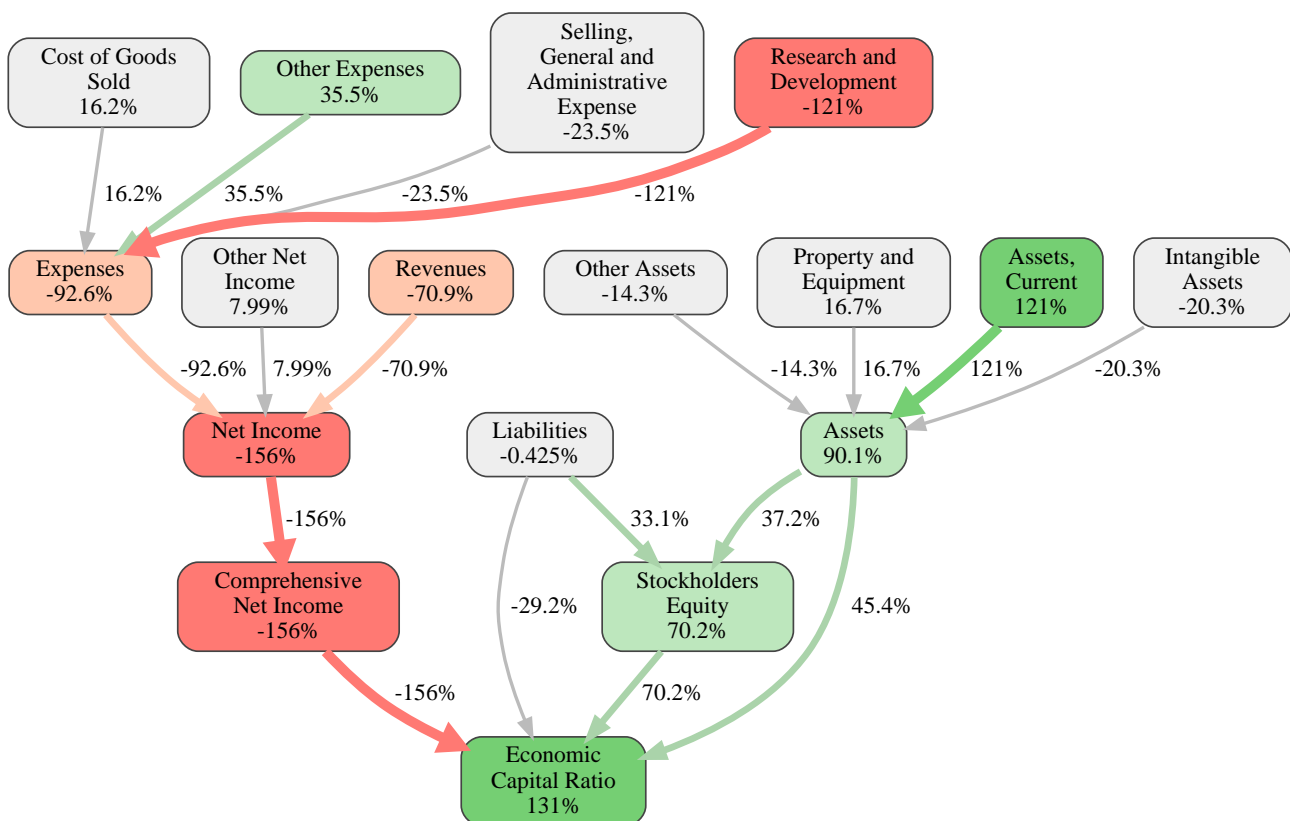 Cost of Goods
Sold
16.2%
Other Expenses
35.5%
Selling,
General and
Administrative
Expense
-23.5%
Research and
Development
-121%
16.2%
35.5%
-23.5%
-121%
Expenses
-92.6%
Other Net
Income
7.99%
Revenues
-70.9%
Other Assets
-14.3%
Property and
Equipment
16.7%
Assets,
Current
121%
Intangible
Assets
-20.3%
-92.6%
7.99%
-70.9%
-14.3%
16.7%
121%
-20.3%
Net Income
-156%
Liabilities
-0.425%
Assets
90.1%
-156%
33.1%
37.2%
Comprehensive
Net Income
-156%
-29.2%
Stockholders
Equity
70.2%
45.4%
-156%
70.2%
Economic
Capital Ratio
131%